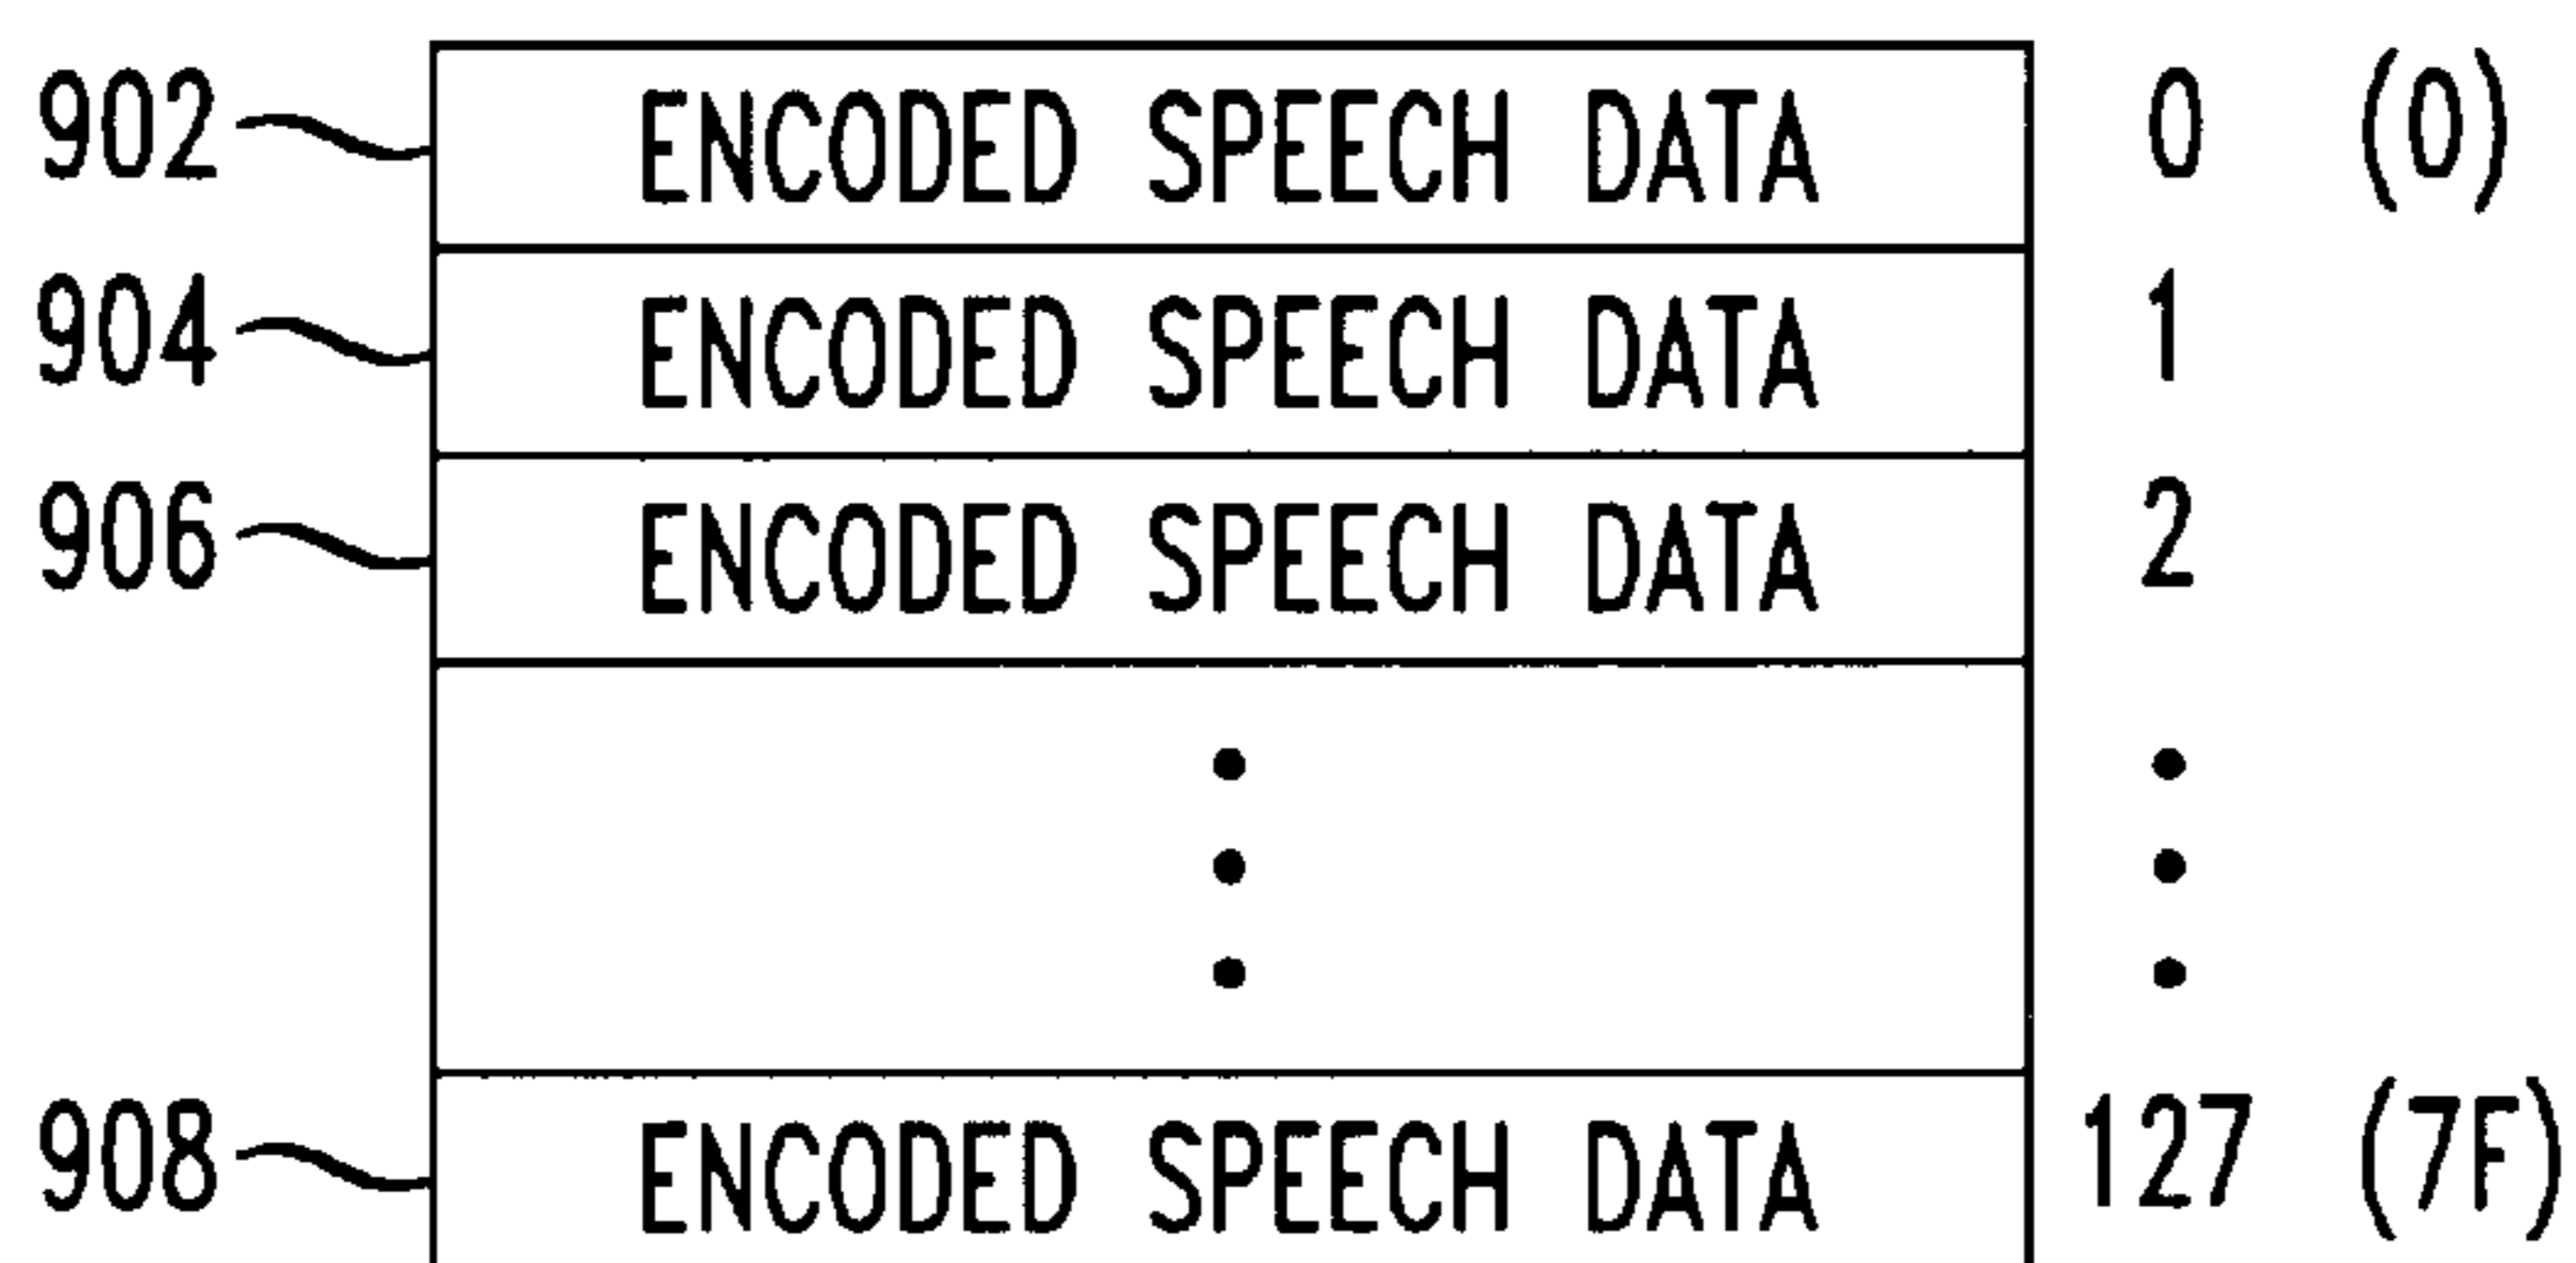 902 ENCODED SPEECH DATA 0 (0)
904 ENCODED SPEECH DATA 1
906 ENCODED SPEECH DATA 2
908 ENCODED SPEECH DATA 127 (7F)